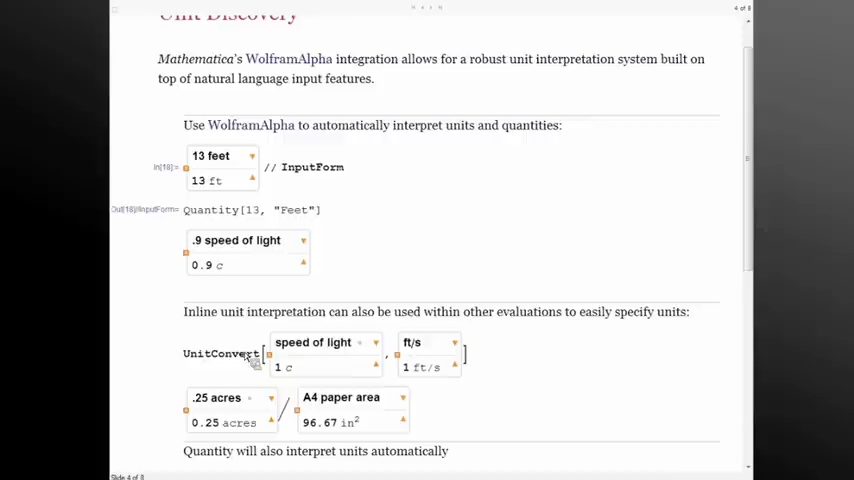 4 of 8
Unit Discovery
Mathematica's WolframAlpha integration allows for a robust unit interpretation system built on
top of natural language input features.
Use WolframAlpha to automatically interpret units and quantities:
13 feet
In[18]:= // InputForm
13 ft
Out[18]//InputForm= Quantity[13, "Feet"]
.9 speed of light
0.9 c
Inline unit interpretation can also be used within other evaluations to easily specify units:
speed of light ft/s
UnitConvert[ , ]
1 c 1 ft/s
.25 acres / A4 paper area
0.25 acres 96.67 in²
Quantity will also interpret units automatically
Slide 4 of 8